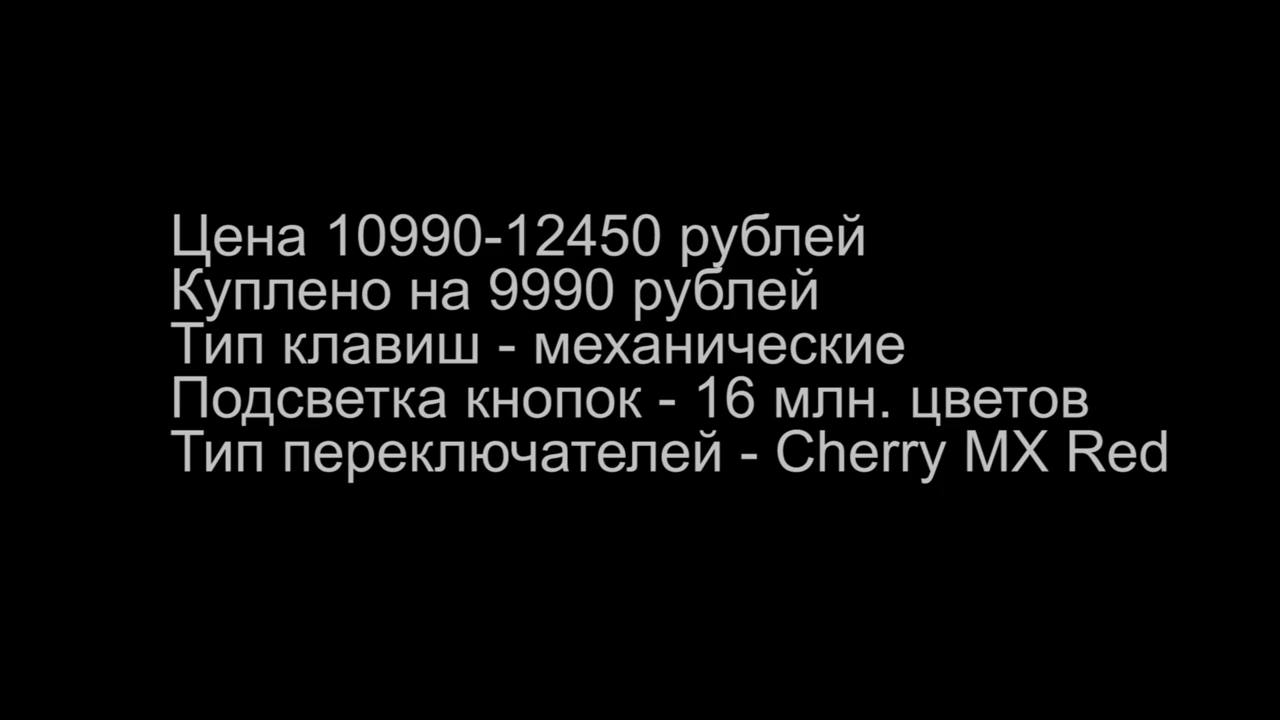 Цена 10990-12450 рублей
Куплено на 9990 рублей
Тип клавиш - механические
Подсветка кнопок - 16 млн. цветов
Тип переключателей - Cherry MX Red